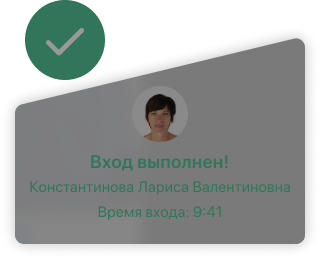 Вход выполнен!
Константинова Лариса Валентиновна
Время входа: 9:41